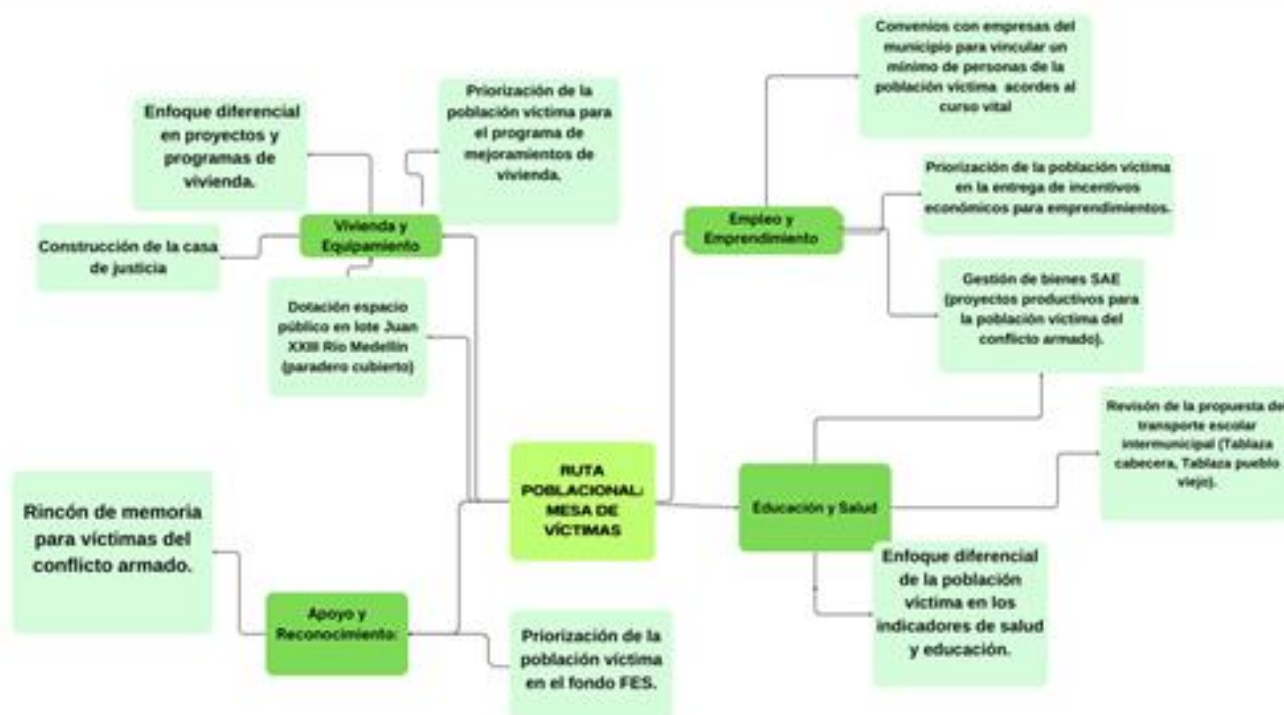 Convenios con empresas del
municipio para vincular un
mínimo de personas de la
población víctima acordes al
curso vital
Priorización de la
población víctima para
el programa de
mejoramientos de
vivienda.
Enfoque diferencial
en proyectos y
programas de
vivienda.
Priorización de la población víctima
en la entrega de incentivos
económicos para emprendimientos.
Vivienda y
Equipamiento
Empleo y
Emprendimiento
Construcción de la casa
de justicia
Gestión de bienes SAE
(proyectos productivos para
la población víctima del
conflicto armado).
Dotación espacio
público en lote Juan
XXIII Río Medellín
(paradero cubierto)
Revisón de la propuesta de
transporte escolar
intermunicipal (Tablaza
cabecera, Tablaza pueblo
viejo).
RUTA
POBLACIONAL:
MESA DE
VÍCTIMAS
Educación y Salud
Rincón de memoria
para víctimas del
conflicto armado.
Enfoque diferencial
de la población
víctima en los
indicadores de salud
y educación.
Apoyo y
Reconocimiento:
Priorización de la
población víctima
en el fondo FES.